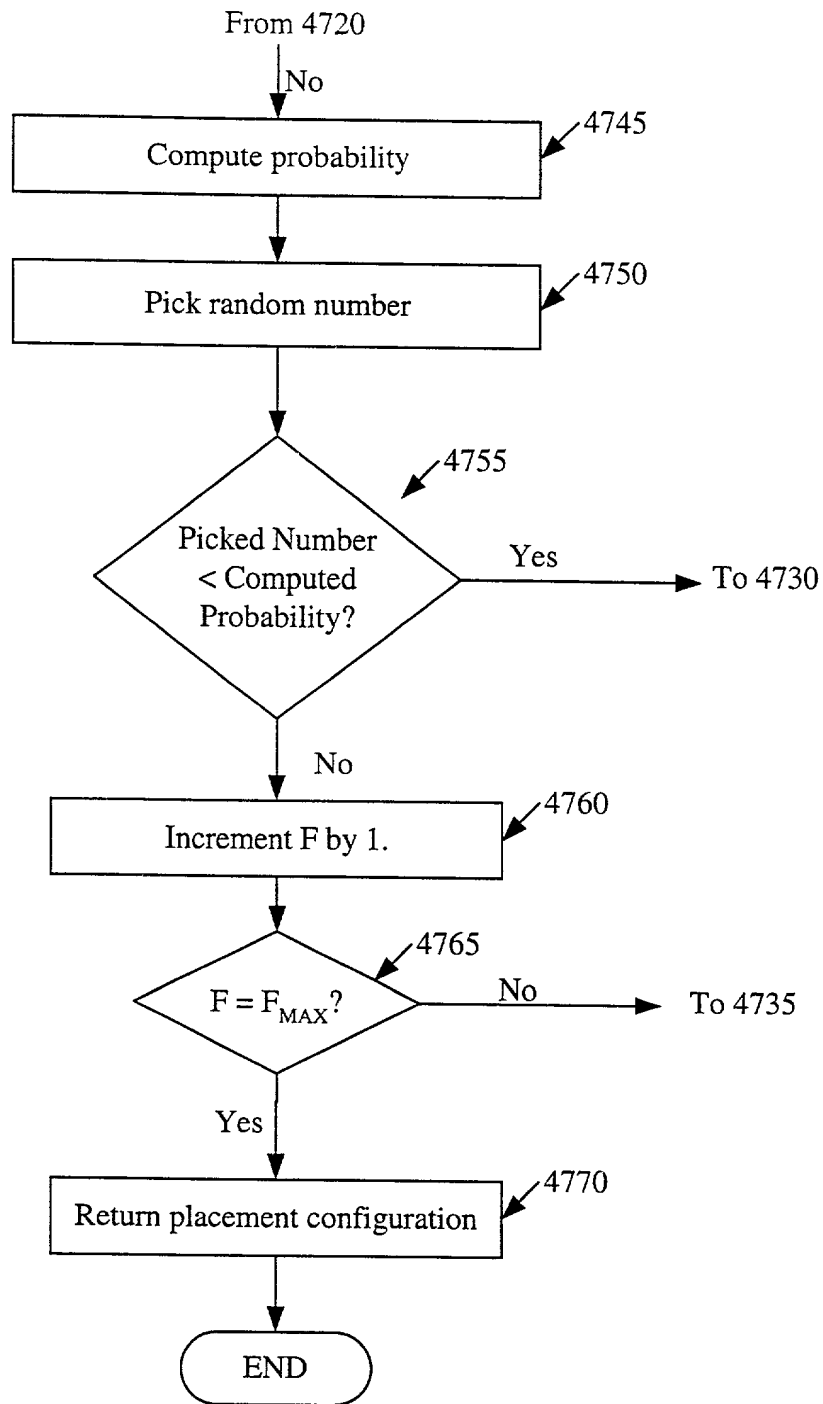 From 4720
No
4745
Compute probability
4750
Pick random number
4755
Picked Number
< Computed
Probability?
Yes
To 4730
No
4760
Increment F by 1.
4765
F = F_MAX?
No
To 4735
Yes
4770
Return placement configuration
END